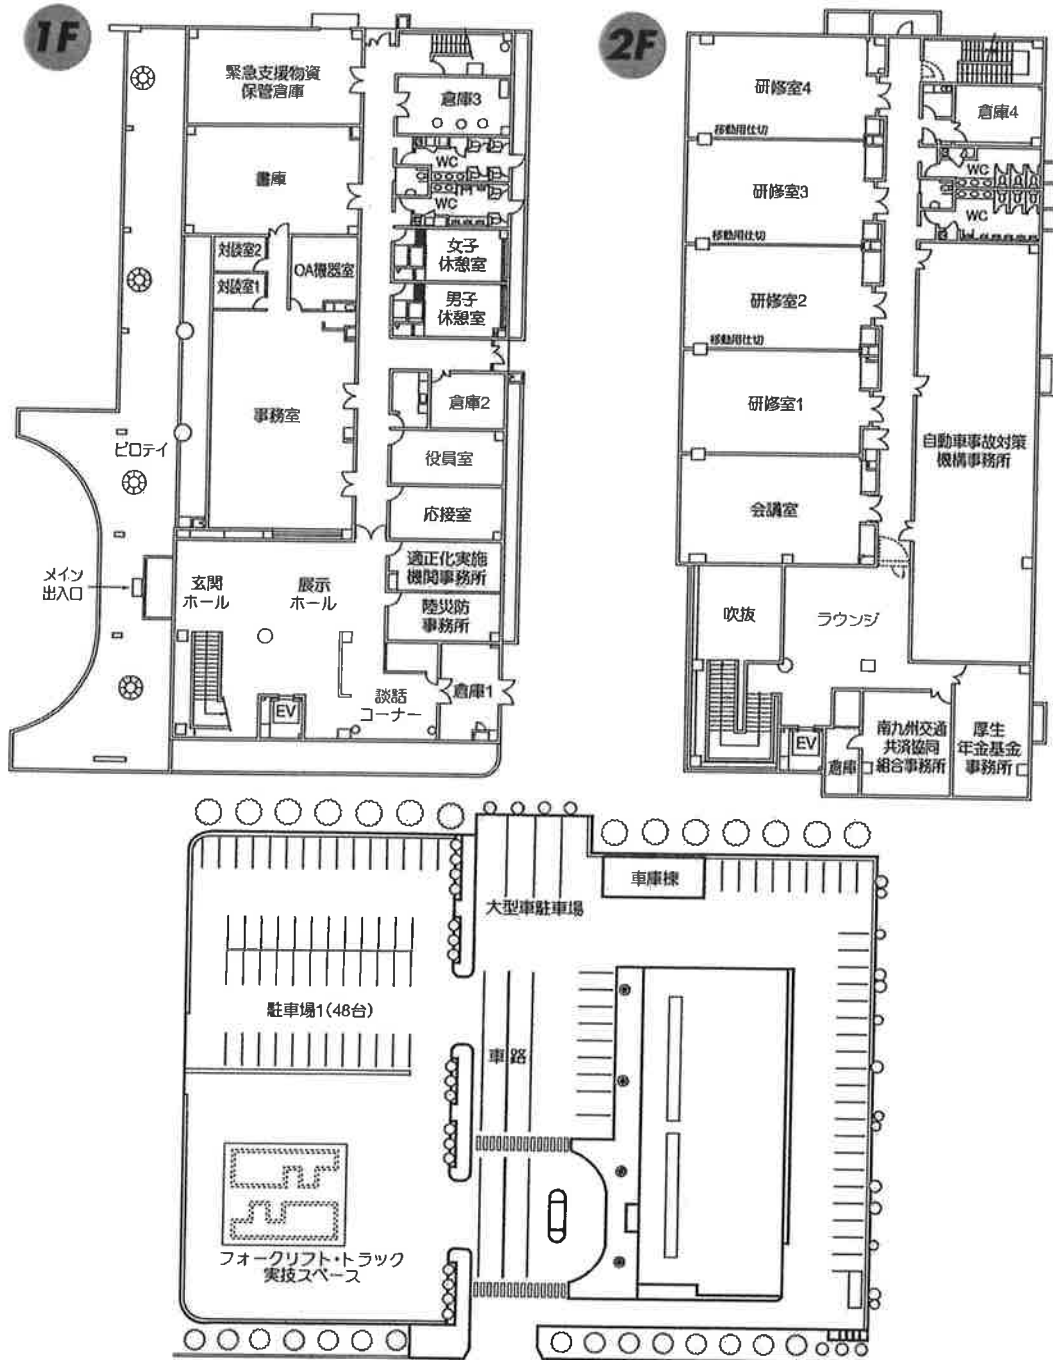 1F
緊急支援物資
保管倉庫
倉庫3
書庫
WC
WC
対談室2
対談室1
OA機器室
女子
休憩室
男子
休憩室
事務室
倉庫2
ピロテイ
役員室
応接室
メイン
出入口
玄関
ホール
展示
ホール
適正化実施
機関事務所
陸災防
事務所
EV
談話
コーナー
倉庫1
2F
研修室4
倉庫4
移動用仕切
研修室3
WC
WC
移動用仕切
研修室2
移動用仕切
研修室1
自動車事故対策
機構事務所
会議室
吹抜
ラウンジ
EV
倉庫
南九州交通
共済協同
組合事務所
厚生
年金基金
事務所
車庫棟
大型車駐車場
駐車場1(48台)
車路
フォークリフト・トラック
実技スペース